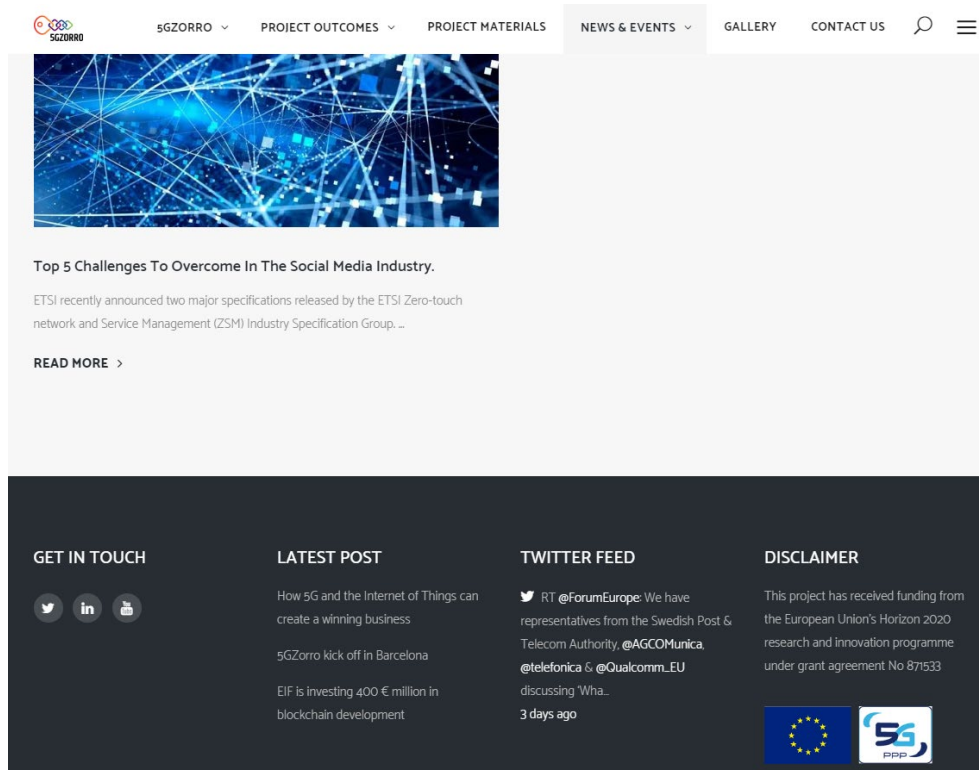 5GZORRO
5GZORRO
PROJECT OUTCOMES
PROJECT MATERIALS
NEWS & EVENTS
GALLERY
CONTACT US
Top 5 Challenges To Overcome In The Social Media Industry.
ETSI recently announced two major specifications released by the ETSI Zero-touch
network and Service Management (ZSM) Industry Specification Group. ...
READ MORE >
GET IN TOUCH
in
You
Tube
LATEST POST
How 5G and the Internet of Things can
create a winning business
5GZorro kick off in Barcelona
EIF is investing 400 € million in
blockchain development
TWITTER FEED
RT @ForumEurope: We have
representatives from the Swedish Post &
Telecom Authority, @AGCOMunica,
@telefonica & @Qualcomm_EU
discussing 'Wha...
3 days ago
DISCLAIMER
This project has received funding from
the European Union's Horizon 2020
research and innovation programme
under grant agreement No 871533
5G
PPP